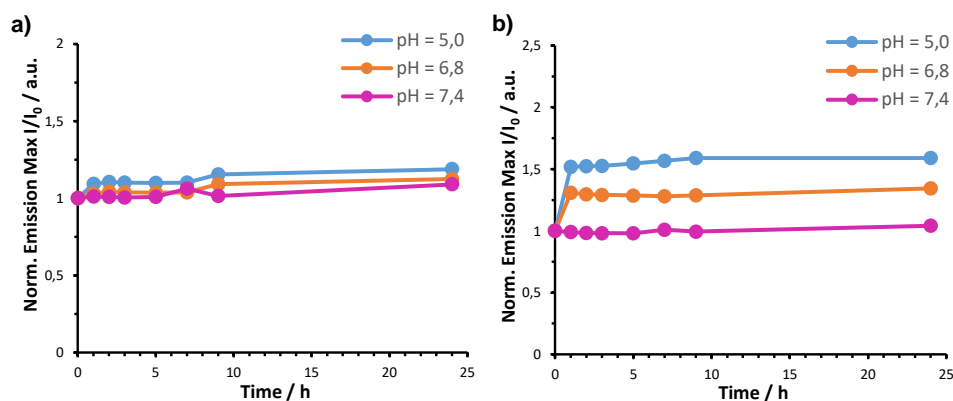 a)
Norm. Emission Max I/I₀ / a.u.
2
1,5
1
0,5
0
pH = 5,0
pH = 6,8
pH = 7,4
0 5 10 15 20 25
Time / h
b)
Norm. Emission Max I/I₀ / a.u.
2,5
2
1,5
1
0,5
0
pH = 5,0
pH = 6,8
pH = 7,4
0 5 10 15 20 25
Time / h